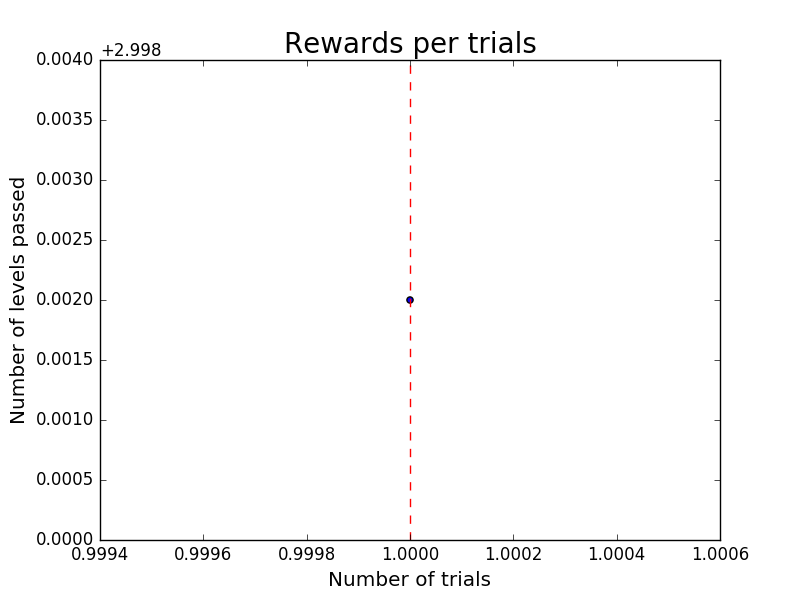 Rewards per trials
+2.998
0.0040
0.0035
0.0030
0.0025
0.0020
0.0015
0.0010
0.0005
0.0000
Number of levels passed
0.9994 0.9996 0.9998 1.0000 1.0002 1.0004 1.0006
Number of trials